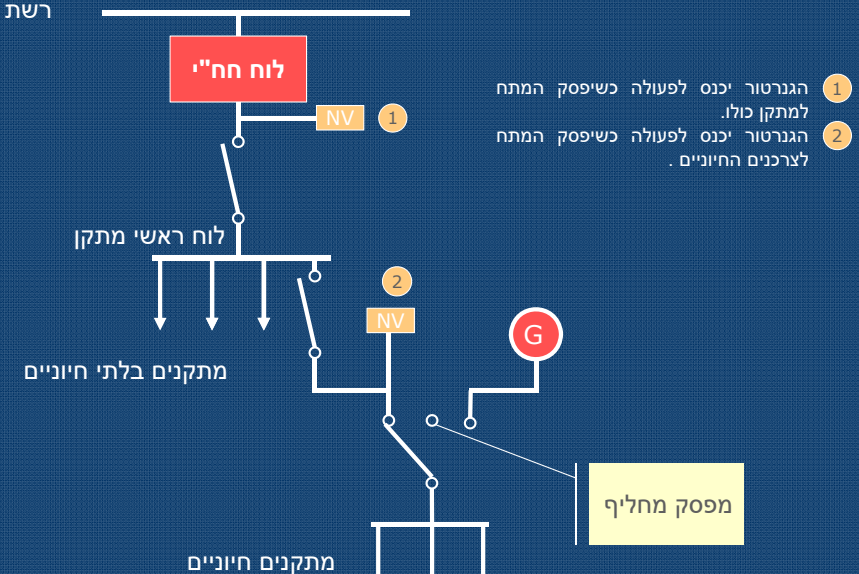 רשת
לוח חח"י
NV
1
1 הגנרטור יכנס לפעולה כשיפסק המתח
למתקן כולו.
2 הגנרטור יכנס לפעולה כשיפסק המתח
לצרכנים החיוניים .
לוח ראשי מתקן
2
NV
G
מתקנים בלתי חיוניים
מפסק מחליף
מתקנים חיוניים